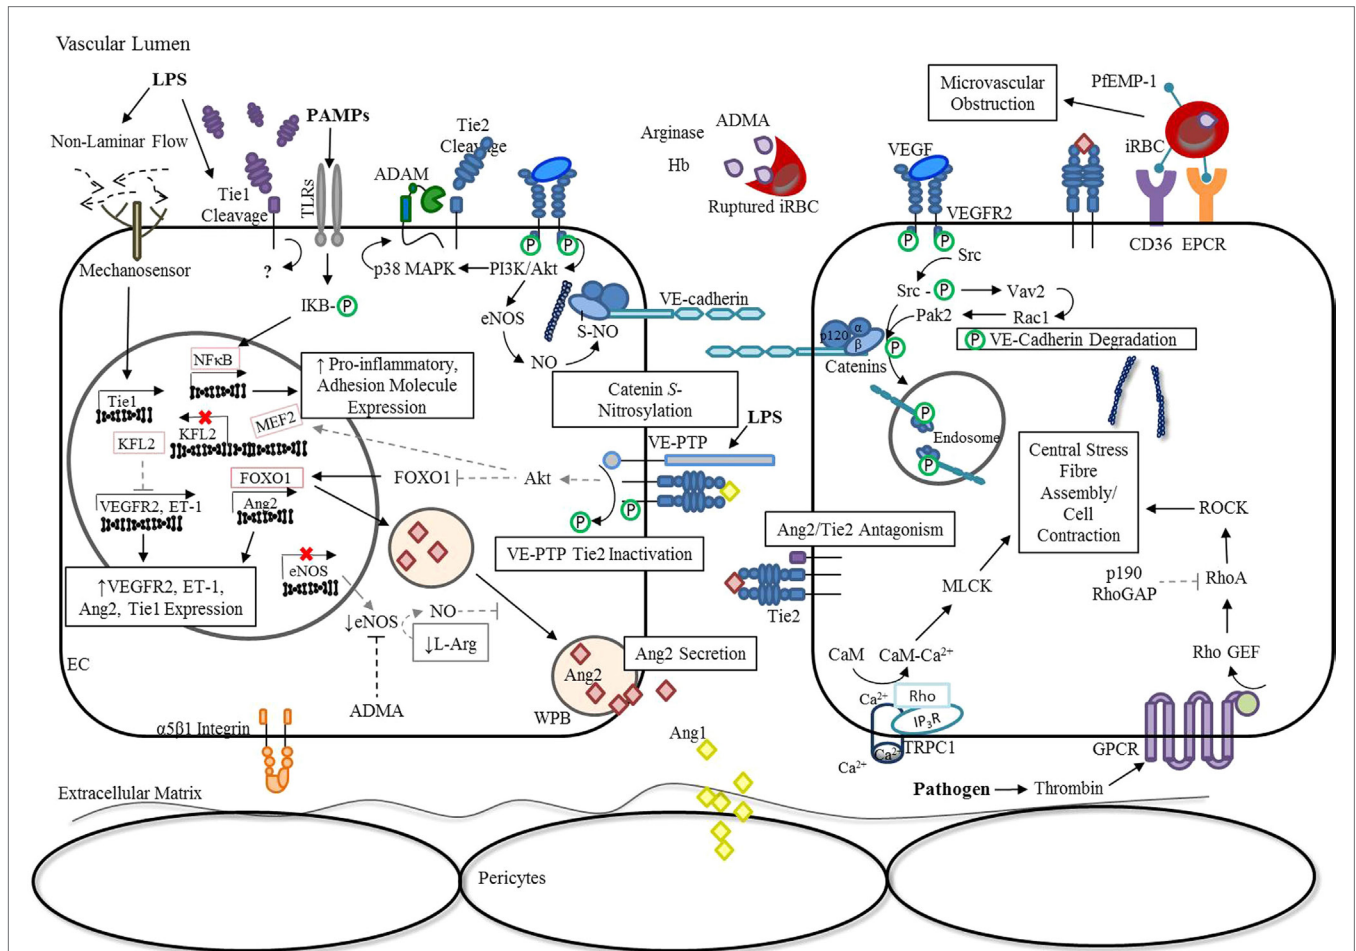 Vascular Lumen
LPS
Non-Laminar Flow
PAMPs
Tie1
Cleavage
TLRs
ADAM
Tie2
Cleavage
Mechanosensor
?
p38 MAPK
PI3K/Akt
P
P
IKB-
P
eNOS
NO
S-NO
VE-cadherin
Arginase
ADMA
Hb
Ruptured iRBC
NFκB
Tie1
↑ Pro-inflammatory,
Adhesion Molecule
Expression
KFL2
KFL2
MEF2
Catenin S-
Nitrosylation
LPS
VE-PTP
FOXO1
FOXO1
Akt
VEGFR2, ET-1
Ang2
P
P
VE-PTP Tie2 Inactivation
eNOS
↑VEGFR2, ET-1,
Ang2, Tie1 Expression
↓eNOS
NO
↓L-Arg
EC
ADMA
Ang2
WPB
Ang2 Secretion
α5β1 Integrin
Ang1
Extracellular Matrix
Pericytes
Microvascular
Obstruction
PfEMP-1
iRBC
VEGF
VEGFR2
CD36
EPCR
P
P
Src
Src -
P
Vav2
Pak2
Rac1
P
VE-Cadherin Degradation
p120
α
β
P
Catenins
P
Endosome
P
Central Stress
Fibre
Assembly/
Cell
Contraction
Ang2/Tie2 Antagonism
Tie2
ROCK
MLCK
p190
RhoGAP
RhoA
CaM
CaM-Ca²⁺
Rho GEF
Ca²⁺
Rho
IP₃R
Ca²⁺
Ca²⁺
TRPC1
GPCR
Pathogen
Thrombin